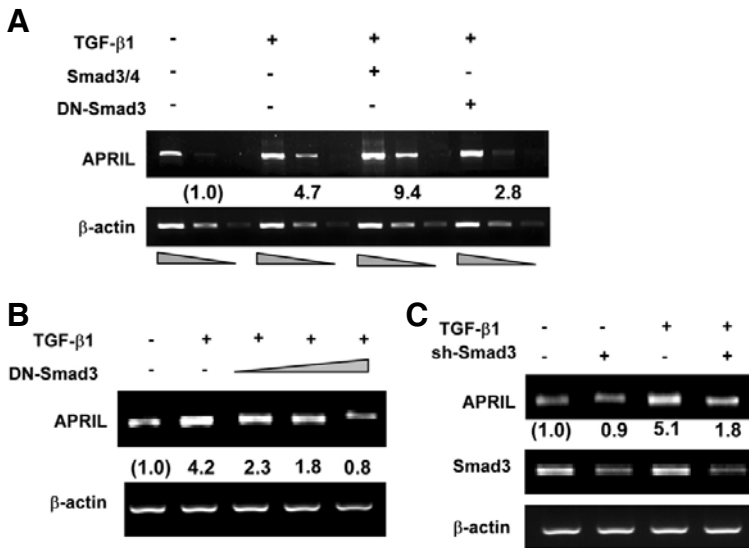 A
TGF-β1 - + + +
Smad3/4 - - + -
DN-Smad3 - - - +
APRIL
(1.0) 4.7 9.4 2.8
β-actin
B
TGF-β1 - + + + +
DN-Smad3 - -
APRIL
(1.0) 4.2 2.3 1.8 0.8
β-actin
C
TGF-β1 - - + +
sh-Smad3 - + - +
APRIL
(1.0) 0.9 5.1 1.8
Smad3
β-actin